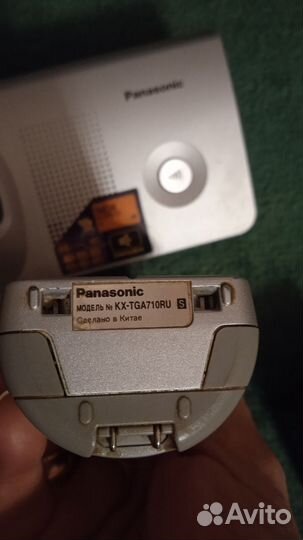 Panasonic
Panasonic
МОДЕЛЬ № KX-TGA710RU S
Сделано в Китае
Avito